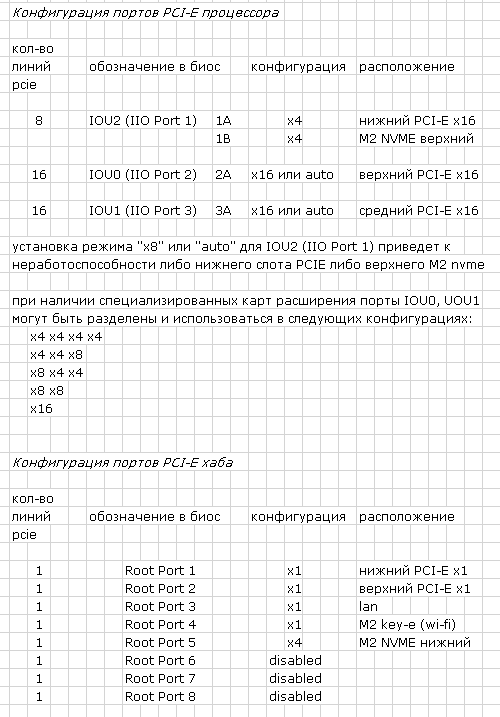 Конфигурация портов PCI-E процессора
кол-во
линий обозначение в биос конфигурация расположение
pcie
8 IOU2 (IIO Port 1) 1A x4 нижний PCI-E x16
1B x4 M2 NVME верхний
16 IOU0 (IIO Port 2) 2A x16 или auto верхний PCI-E x16
16 IOU1 (IIO Port 3) 3A x16 или auto средний PCI-E x16
установка режима "x8" или "auto" для IOU2 (IIO Port 1) приведет к
неработоспособности либо нижнего слота PCIE либо верхнего M2 nvme
при наличии специализированных карт расширения порты IOU0, UOU1
могут быть разделены и использоваться в следующих конфигурациях:
x4 x4 x4 x4
x4 x4 x8
x8 x4 x4
x8 x8
x16
Конфигурация портов PCI-E хаба
кол-во
линий обозначение в биос конфигурация расположение
pcie
1 Root Port 1 x1 нижний PCI-E x1
1 Root Port 2 x1 верхний PCI-E x1
1 Root Port 3 x1 lan
1 Root Port 4 x1 M2 key-e (wi-fi)
1 Root Port 5 x4 M2 NVME нижний
1 Root Port 6 disabled
1 Root Port 7 disabled
1 Root Port 8 disabled